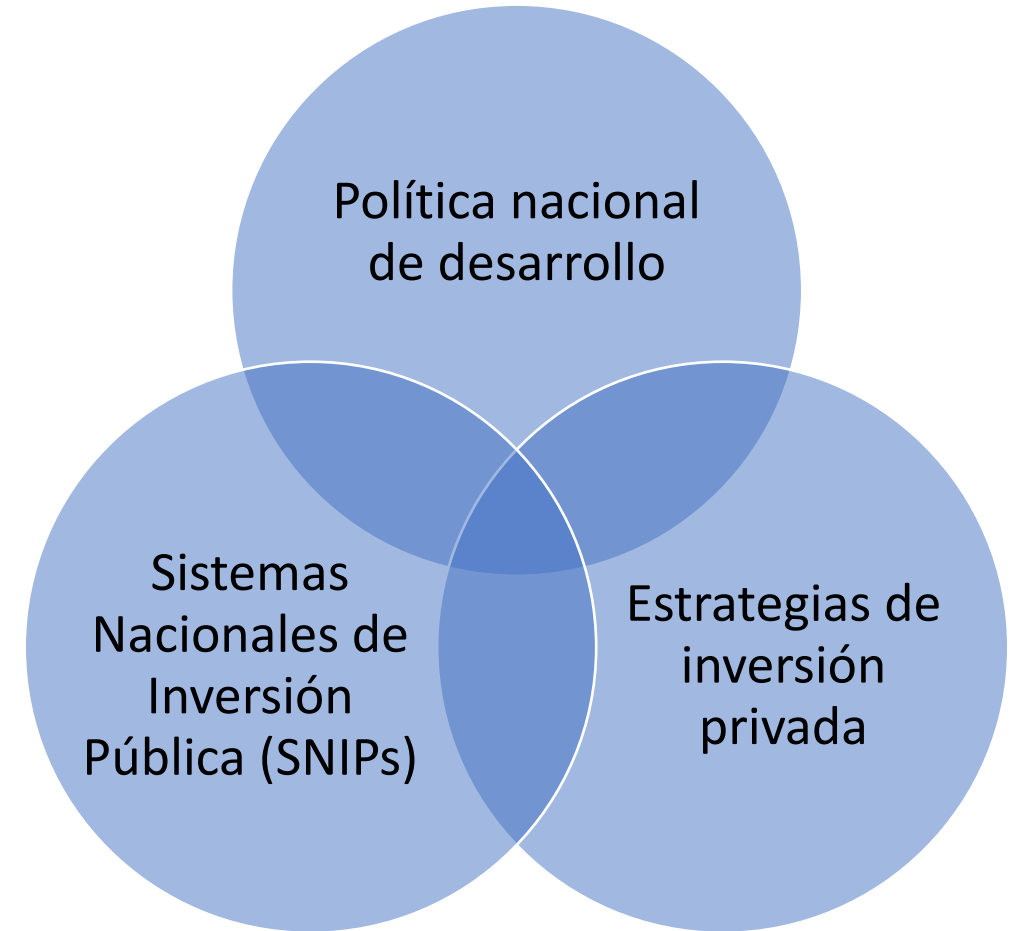 Política nacional
de desarrollo
Sistemas
Nacionales de
Inversión
Pública (SNIPs)
Estrategias de
inversión
privada